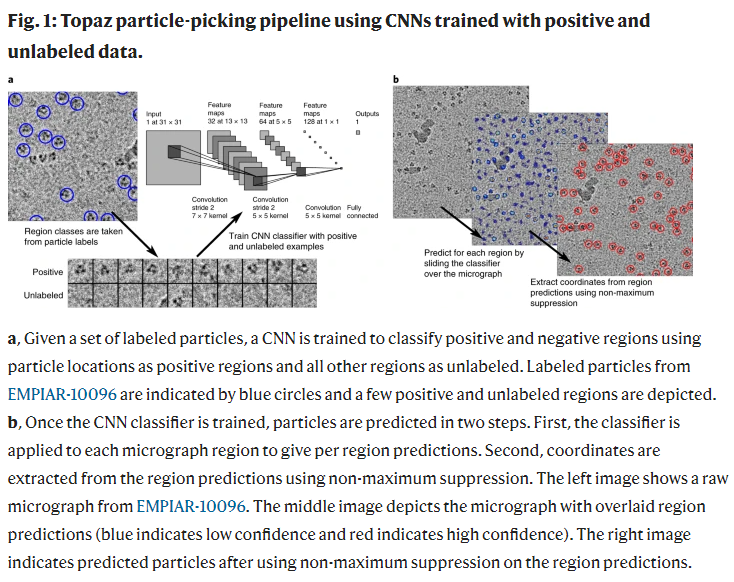 Fig. 1: Topaz particle-picking pipeline using CNNs trained with positive and
unlabeled data.
a
Input
1 at 31 × 31
Feature
maps
32 at 13 × 13
Feature
maps
64 at 5 × 5
Feature
maps
128 at 1 × 1
Outputs
1
Convolution
stride 2
7 × 7 kernel
Convolution
stride 2
5 × 5 kernel
Convolution
5 × 5 kernel
Fully
connected
Region classes are taken
from particle labels
Train CNN classifier with positive
and unlabeled examples
Positive
Unlabeled
b
Predict for each region by
sliding the classifier
over the micrograph
Extract coordinates from region
predictions using non-maximum
suppression
a, Given a set of labeled particles, a CNN is trained to classify positive and negative regions using
particle locations as positive regions and all other regions as unlabeled. Labeled particles from
EMPIAR-10096 are indicated by blue circles and a few positive and unlabeled regions are depicted.
b, Once the CNN classifier is trained, particles are predicted in two steps. First, the classifier is
applied to each micrograph region to give per region predictions. Second, coordinates are
extracted from the region predictions using non-maximum suppression. The left image shows a raw
micrograph from EMPIAR-10096. The middle image depicts the micrograph with overlaid region
predictions (blue indicates low confidence and red indicates high confidence). The right image
indicates predicted particles after using non-maximum suppression on the region predictions.